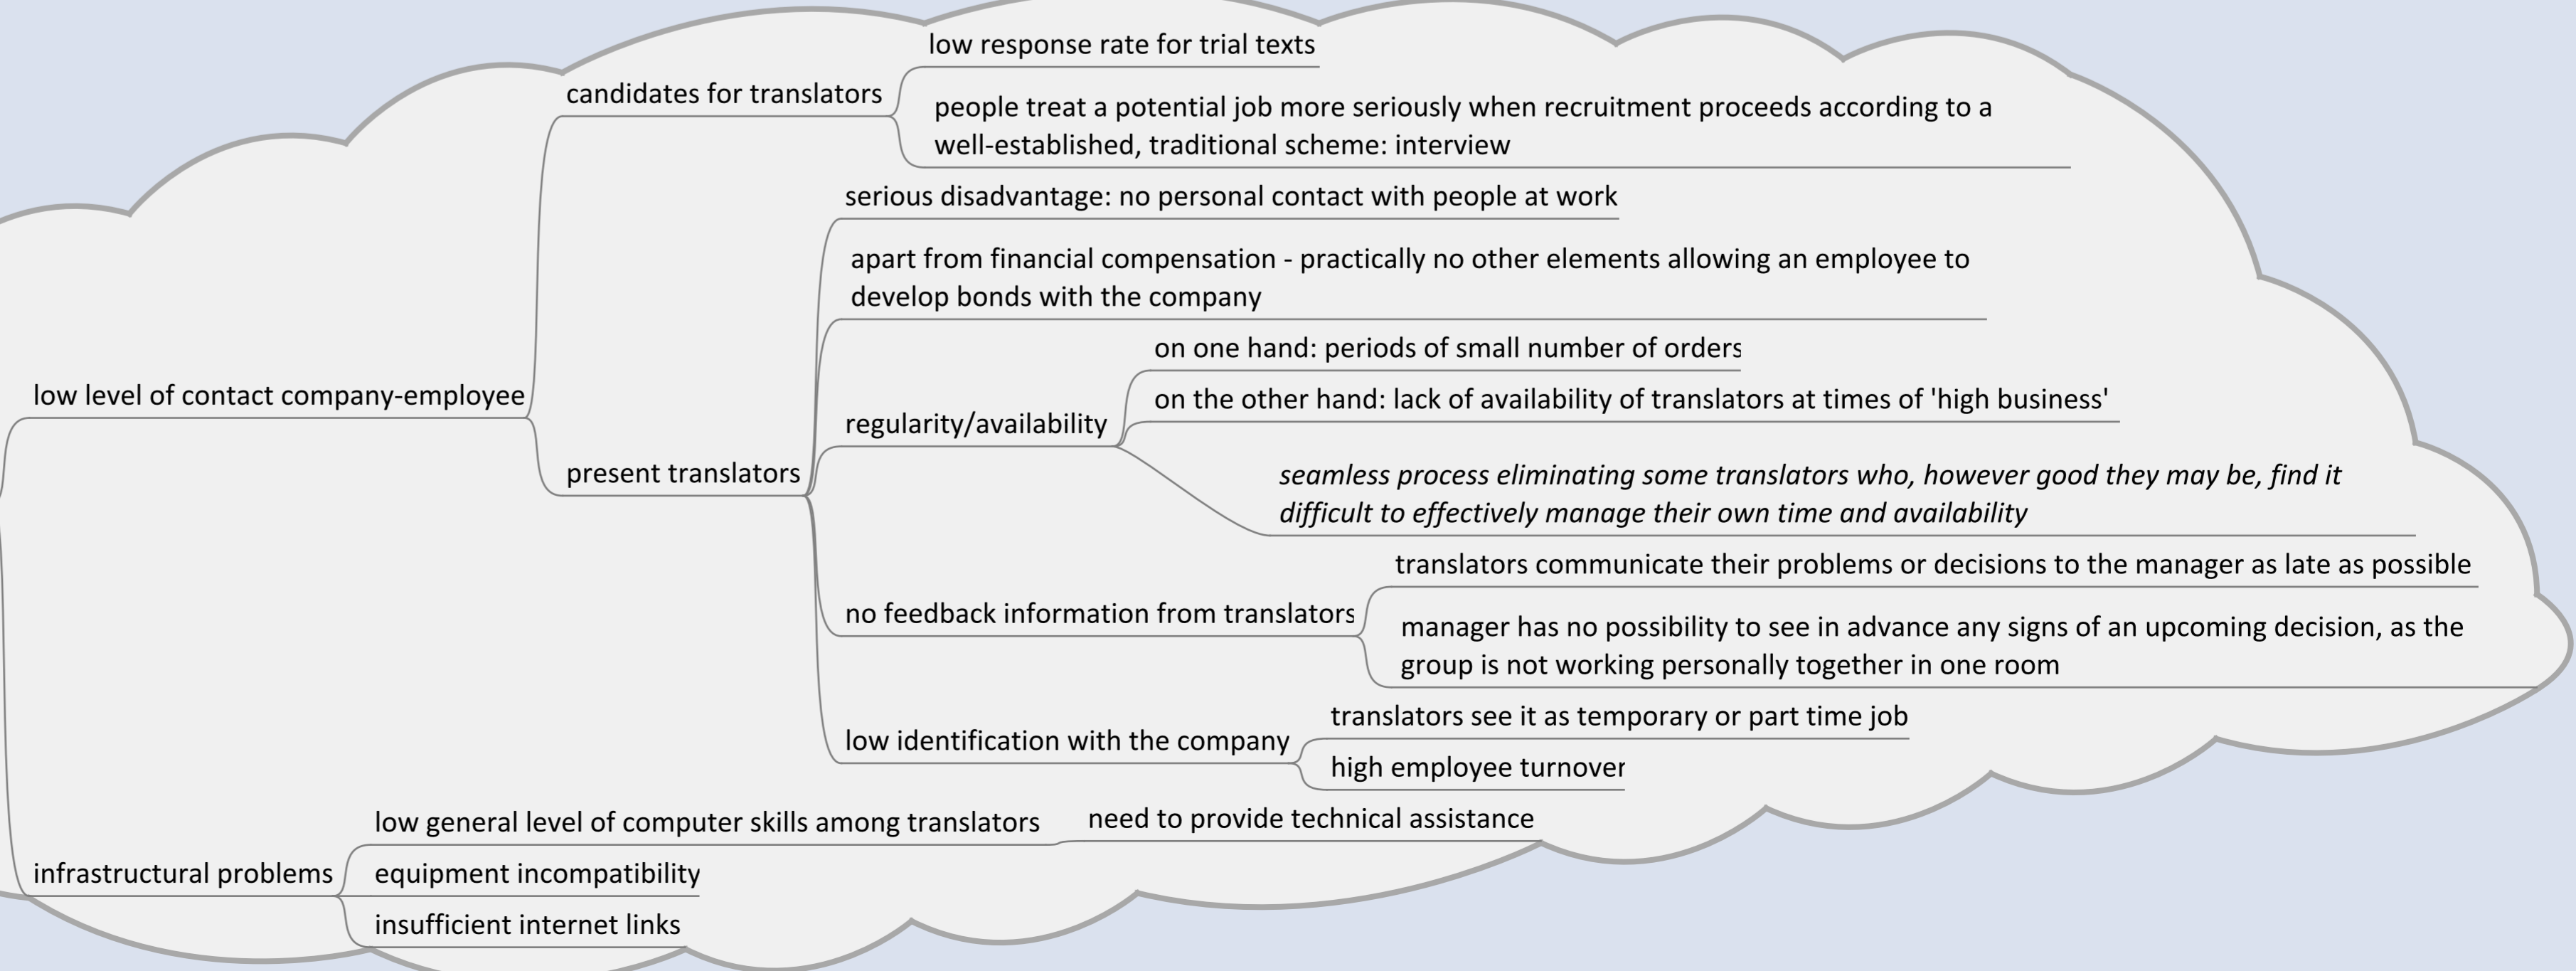 low response rate for trial texts
candidates for translators
people treat a potential job more seriously when recruitment proceeds according to a
well-established, traditional scheme: interview
serious disadvantage: no personal contact with people at work
apart from financial compensation - practically no other elements allowing an employee to
develop bonds with the company
on one hand: periods of small number of orders
low level of contact company-employee
on the other hand: lack of availability of translators at times of 'high business'
regularity/availability
present translators
seamless process eliminating some translators who, however good they may be, find it
difficult to effectively manage their own time and availability
translators communicate their problems or decisions to the manager as late as possible
no feedback information from translators
manager has no possibility to see in advance any signs of an upcoming decision, as the
group is not working personally together in one room
translators see it as temporary or part time job
low identification with the company
high employee turnover
low general level of computer skills among translators
need to provide technical assistance
infrastructural problems
equipment incompatibility
insufficient internet links